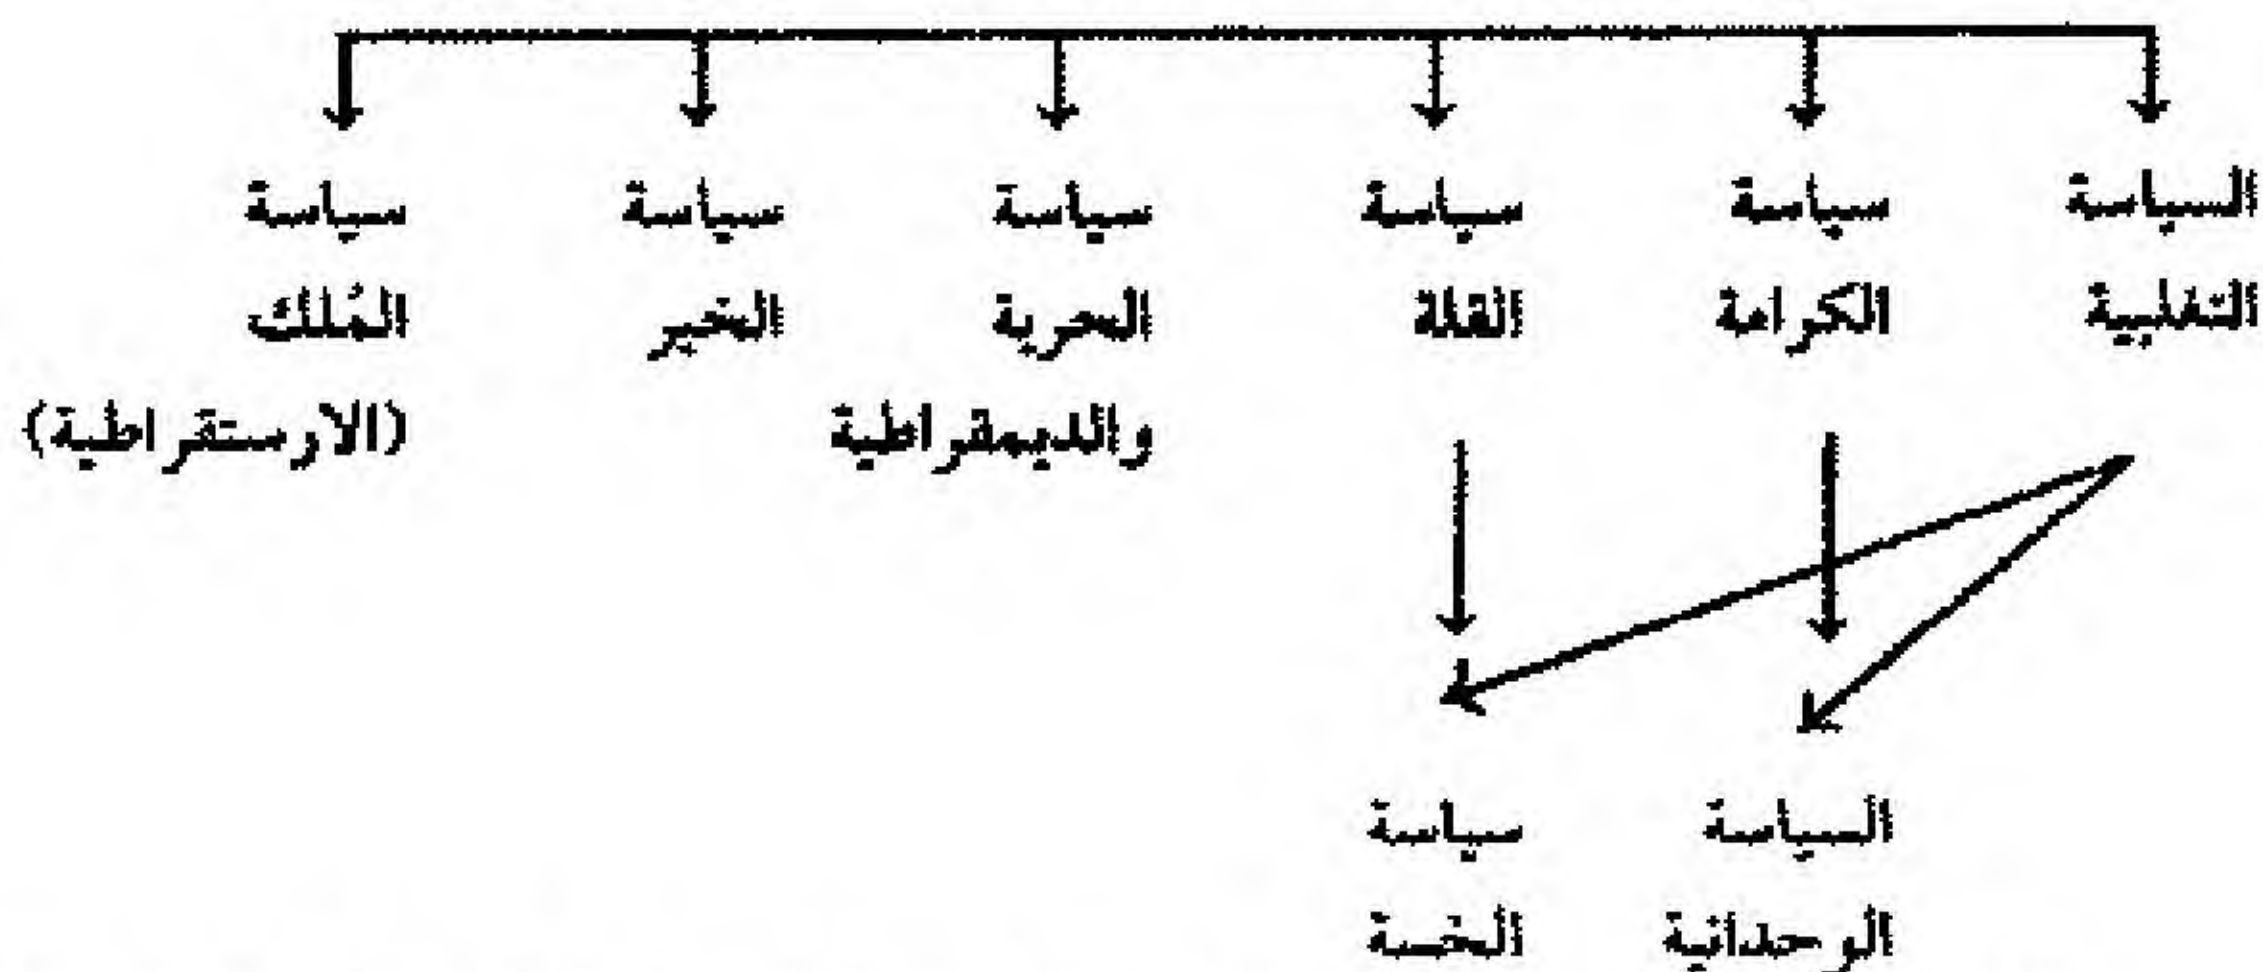 السياسة سياسة سياسة سياسة سياسة سياسة
التغلبية الكرامة القلة الحرية الخير المُلك
والديمقراطية (الارستقراطية)
السياسة سياسة
الوحدانية الخسة